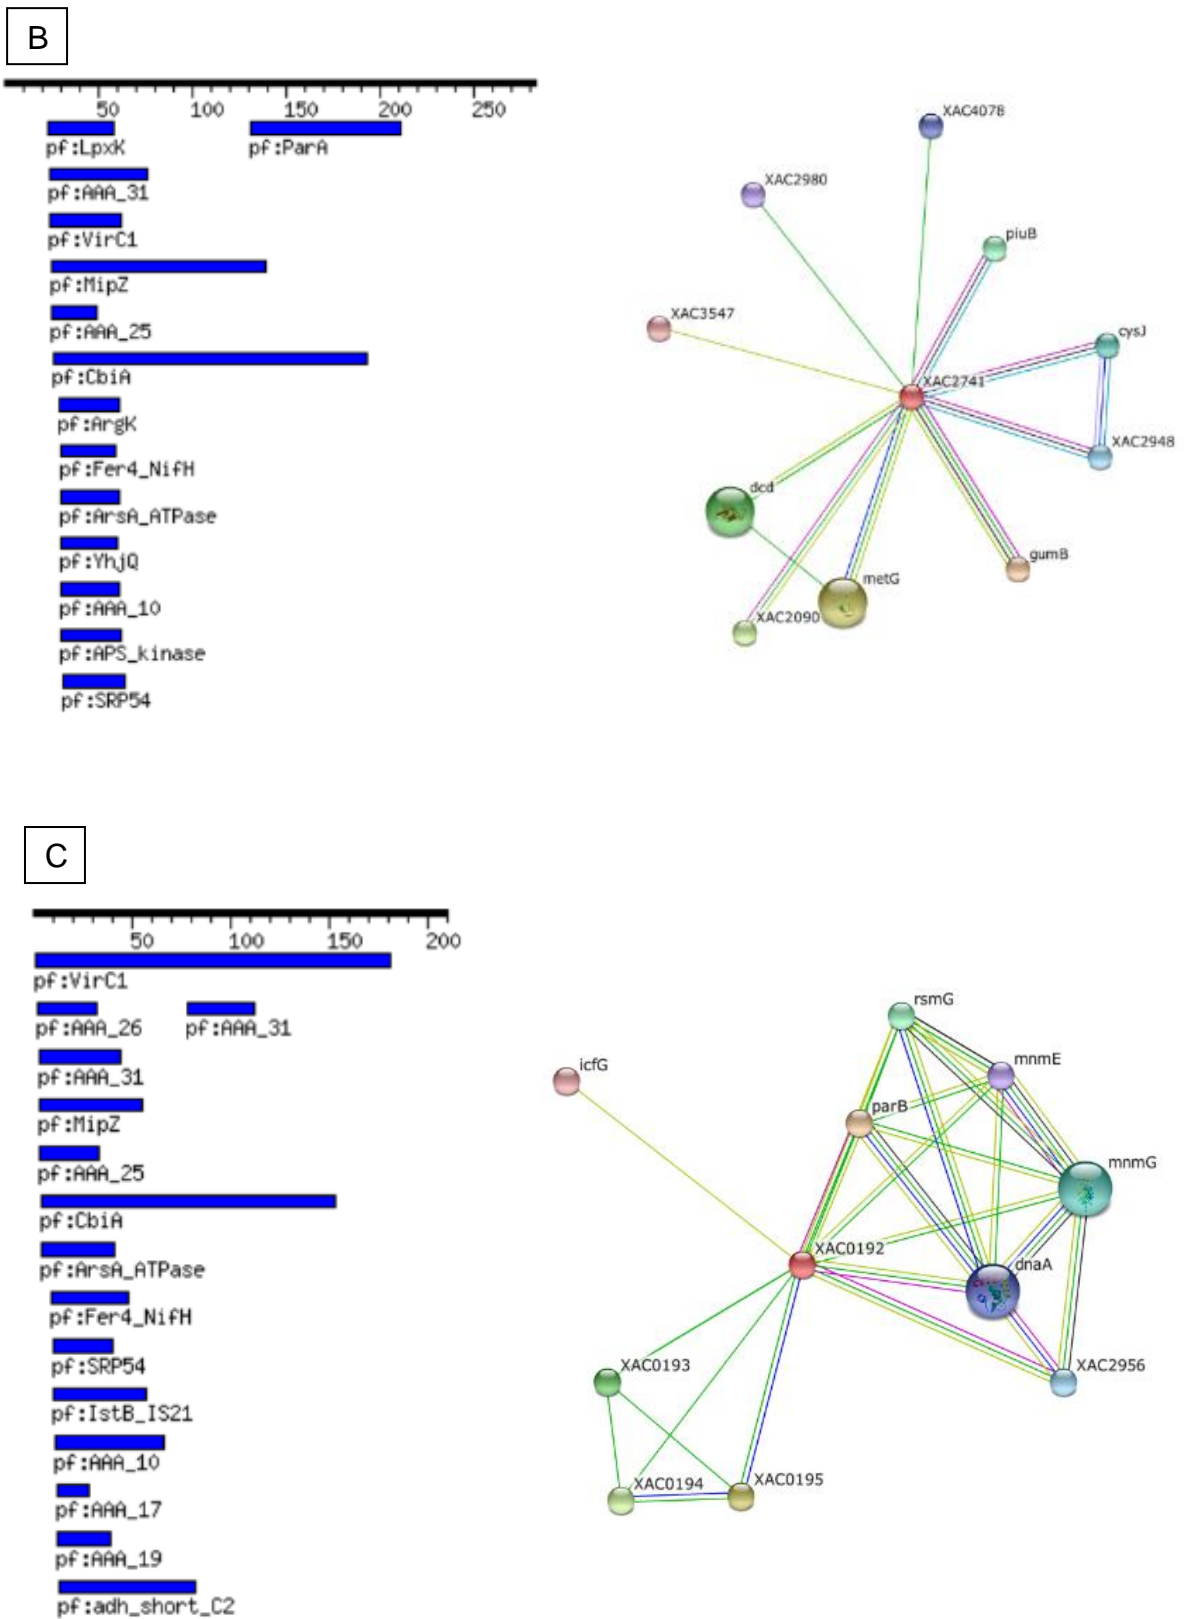 B
50 100 150 200 250
pf:LpxK pf:ParA
pf:AAA_31
pf:VirC1
pf:MipZ
pf:AAA_25
pf:CbiA
pf:ArgK
pf:Fer4_NifH
pf:ArsA_ATPase
pf:YhjQ
pf:AAA_10
pf:APS_kinase
pf:SRP54
XAC4078
XAC2980
piuB
XAC3547
cysJ
XAC2741
XAC2948
dcd
gumB
metG
XAC2090
C
50 100 150 200
pf:VirC1
pf:AAA_26 pf:AAA_31
pf:AAA_31
pf:MipZ
pf:AAA_25
pf:CbiA
pf:ArsA_ATPase
pf:Fer4_NifH
pf:SRP54
pf:IstB_IS21
pf:AAA_10
pf:AAA_17
pf:AAA_19
pf:adh_short_C2
rsmG
icfG
mnmE
parB
mnmG
XAC0192
dnaA
XAC0193
XAC2956
XAC0194
XAC0195